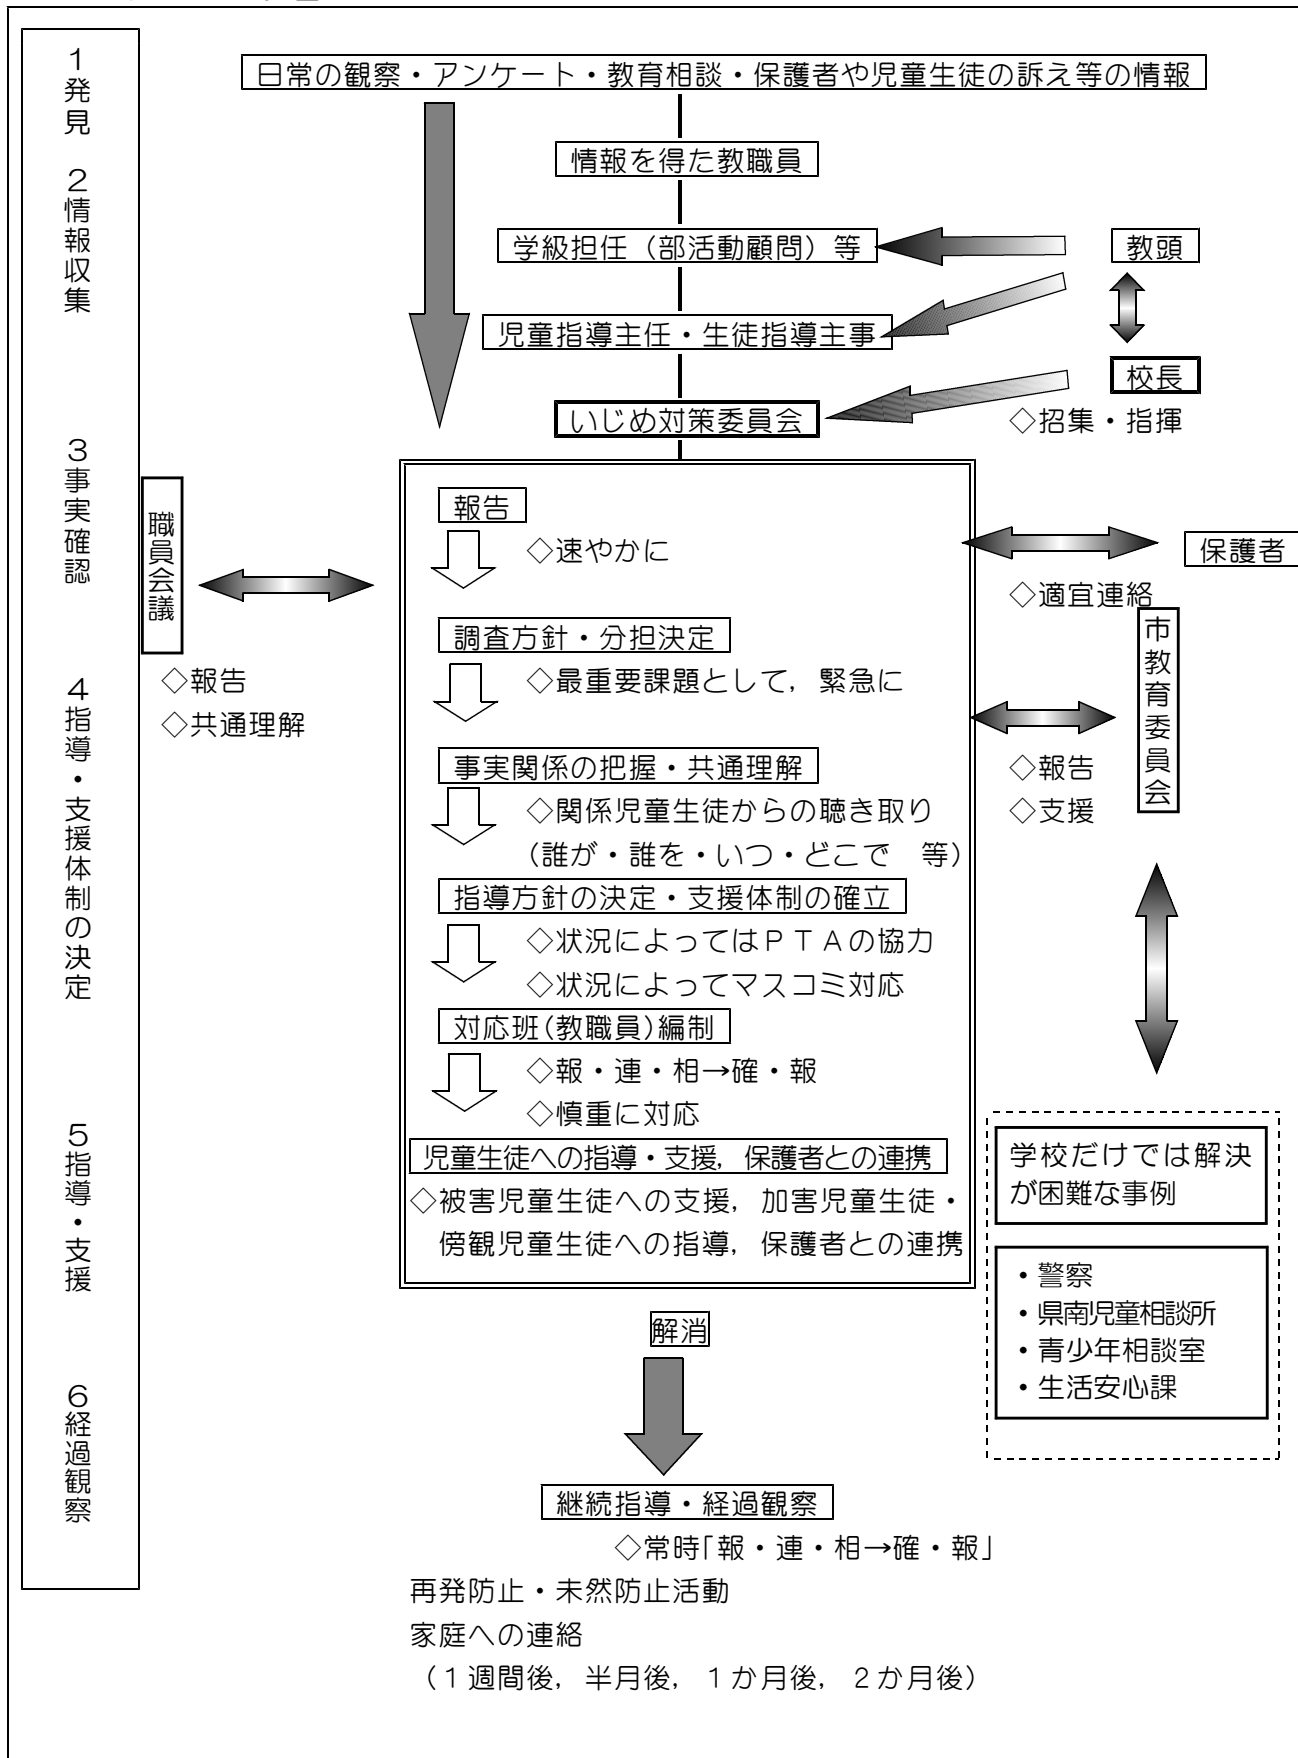 1発見
2情報収集
3事実確認
4指導・支援体制の決定
5指導・支援
6経過観察
日常の観察・アンケート・教育相談・保護者や児童生徒の訴え等の情報
情報を得た教職員
学級担任（部活動顧問）等
教頭
児童指導主任・生徒指導主事
校長
いじめ対策委員会
◇招集・指揮
職員会議
◇報告
◇共通理解
報告
◇速やかに
調査方針・分担決定
◇最重要課題として，緊急に
事実関係の把握・共通理解
◇関係児童生徒からの聴き取り
（誰が・誰を・いつ・どこで　等）
指導方針の決定・支援体制の確立
◇状況によってはＰＴＡの協力
◇状況によってマスコミ対応
対応班(教職員)編制
◇報・連・相→確・報
◇慎重に対応
児童生徒への指導・支援，保護者との連携
◇被害児童生徒への支援，加害児童生徒・
傍観児童生徒への指導，保護者との連携
保護者
◇適宜連絡
市教育委員会
◇報告
◇支援
学校だけでは解決
が困難な事例
・警察
・県南児童相談所
・青少年相談室
・生活安心課
解消
継続指導・経過観察
◇常時「報・連・相→確・報」
再発防止・未然防止活動
家庭への連絡
（１週間後，半月後，１か月後，２か月後）